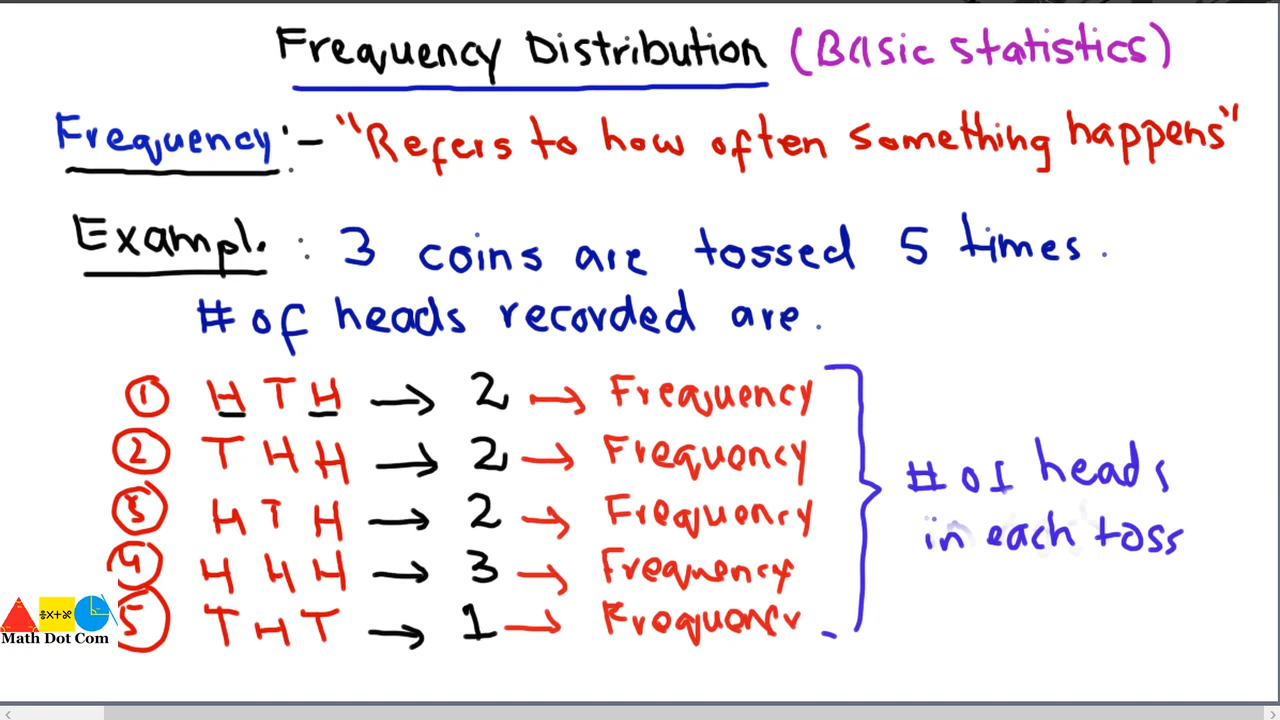 Frequency Distribution (Basic statistics)
Frequency :- "Refers to how often something happens"
Exampl. : 3 coins are tossed 5 times.
# of heads recorded are.
① H T H → 2 → Frequency
② T H H → 2 → Frequency
③ H T H → 2 → Frequency
④ H H H → 3 → Frequency
⑤ T H T → 1 → Frequency
# of heads
in each toss
÷×+×
Math Dot Com